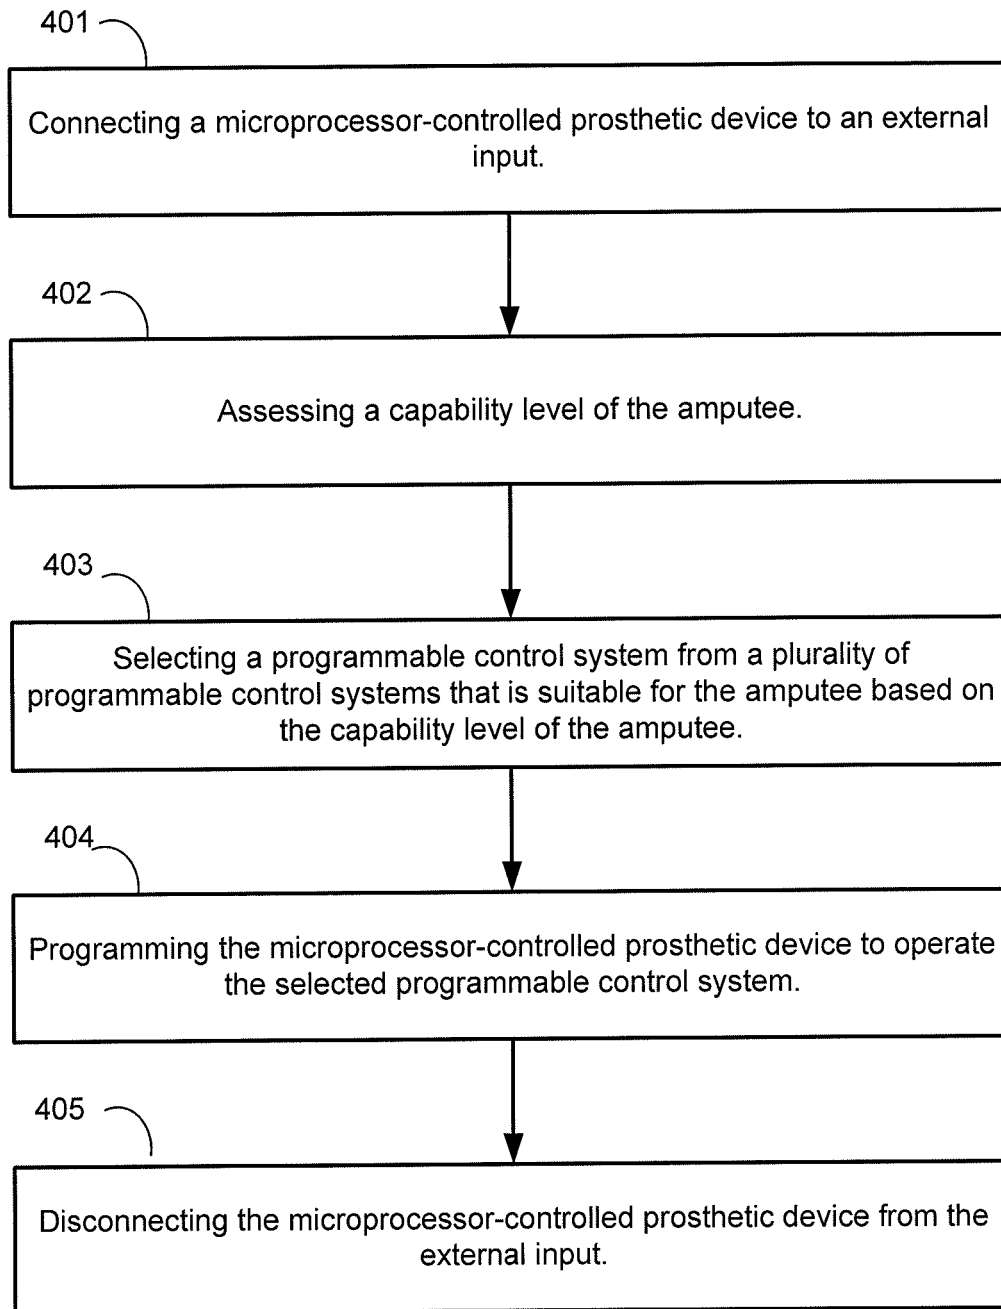 401
Connecting a microprocessor-controlled prosthetic device to an external
input.
402
Assessing a capability level of the amputee.
403
Selecting a programmable control system from a plurality of
programmable control systems that is suitable for the amputee based on
the capability level of the amputee.
404
Programming the microprocessor-controlled prosthetic device to operate
the selected programmable control system.
405
Disconnecting the microprocessor-controlled prosthetic device from the
external input.